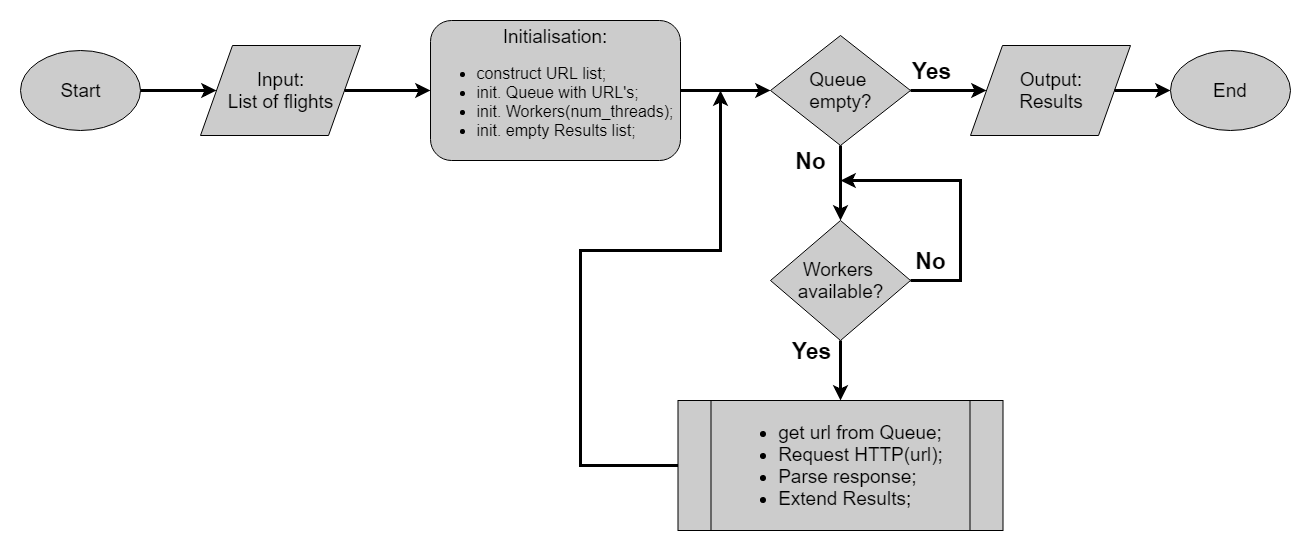 Start
Input:
List of flights
Initialisation:
• construct URL list;
• init. Queue with URL's;
• init. Workers(num_threads);
• init. empty Results list;
Queue
empty?
Yes
Output:
Results
End
No
Workers
available?
No
Yes
• get url from Queue;
• Request HTTP(url);
• Parse response;
• Extend Results;